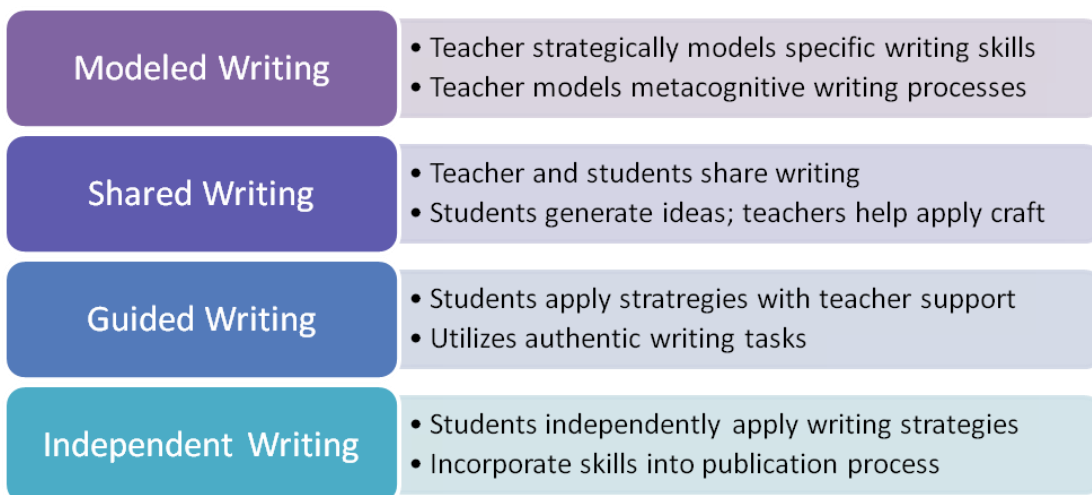 Modeled Writing
• Teacher strategically models specific writing skills
• Teacher models metacognitive writing processes
Shared Writing
• Teacher and students share writing
• Students generate ideas; teachers help apply craft
Guided Writing
• Students apply stratregies with teacher support
• Utilizes authentic writing tasks
Independent Writing
• Students independently apply writing strategies
• Incorporate skills into publication process